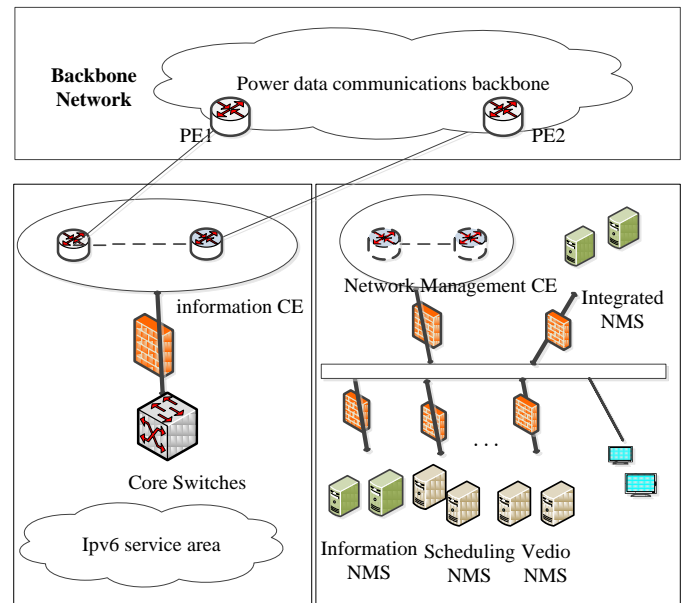 Backbone
Network
Power data communications backbone
PE1
PE2
information CE
Network Management CE
Integrated
NMS
Core Switches
. . .
Ipv6 service area
Information
NMS
Scheduling
NMS
Vedio
NMS